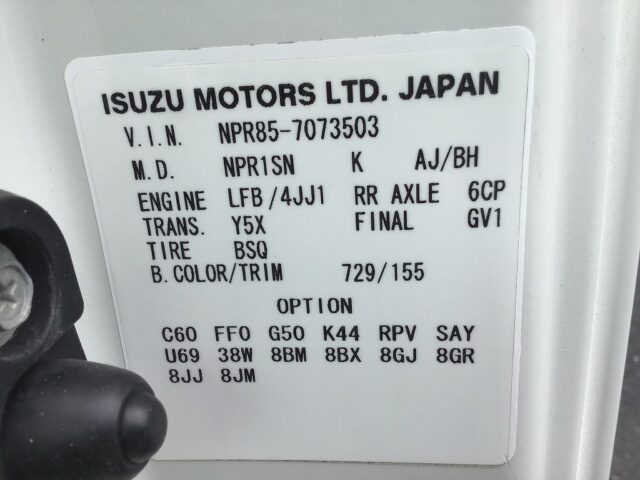 ISUZU MOTORS LTD. JAPAN
V.I.N. NPR85-7073503
M.D. NPR1SN K AJ/BH
ENGINE LFB/4JJ1 RR AXLE 6CP
TRANS. Y5X FINAL GV1
TIRE BSQ
B.COLOR/TRIM 729/155
OPTION
C60 FF0 G50 K44 RPV SAY
U69 38W 8BM 8BX 8GJ 8GR
8JJ 8JM